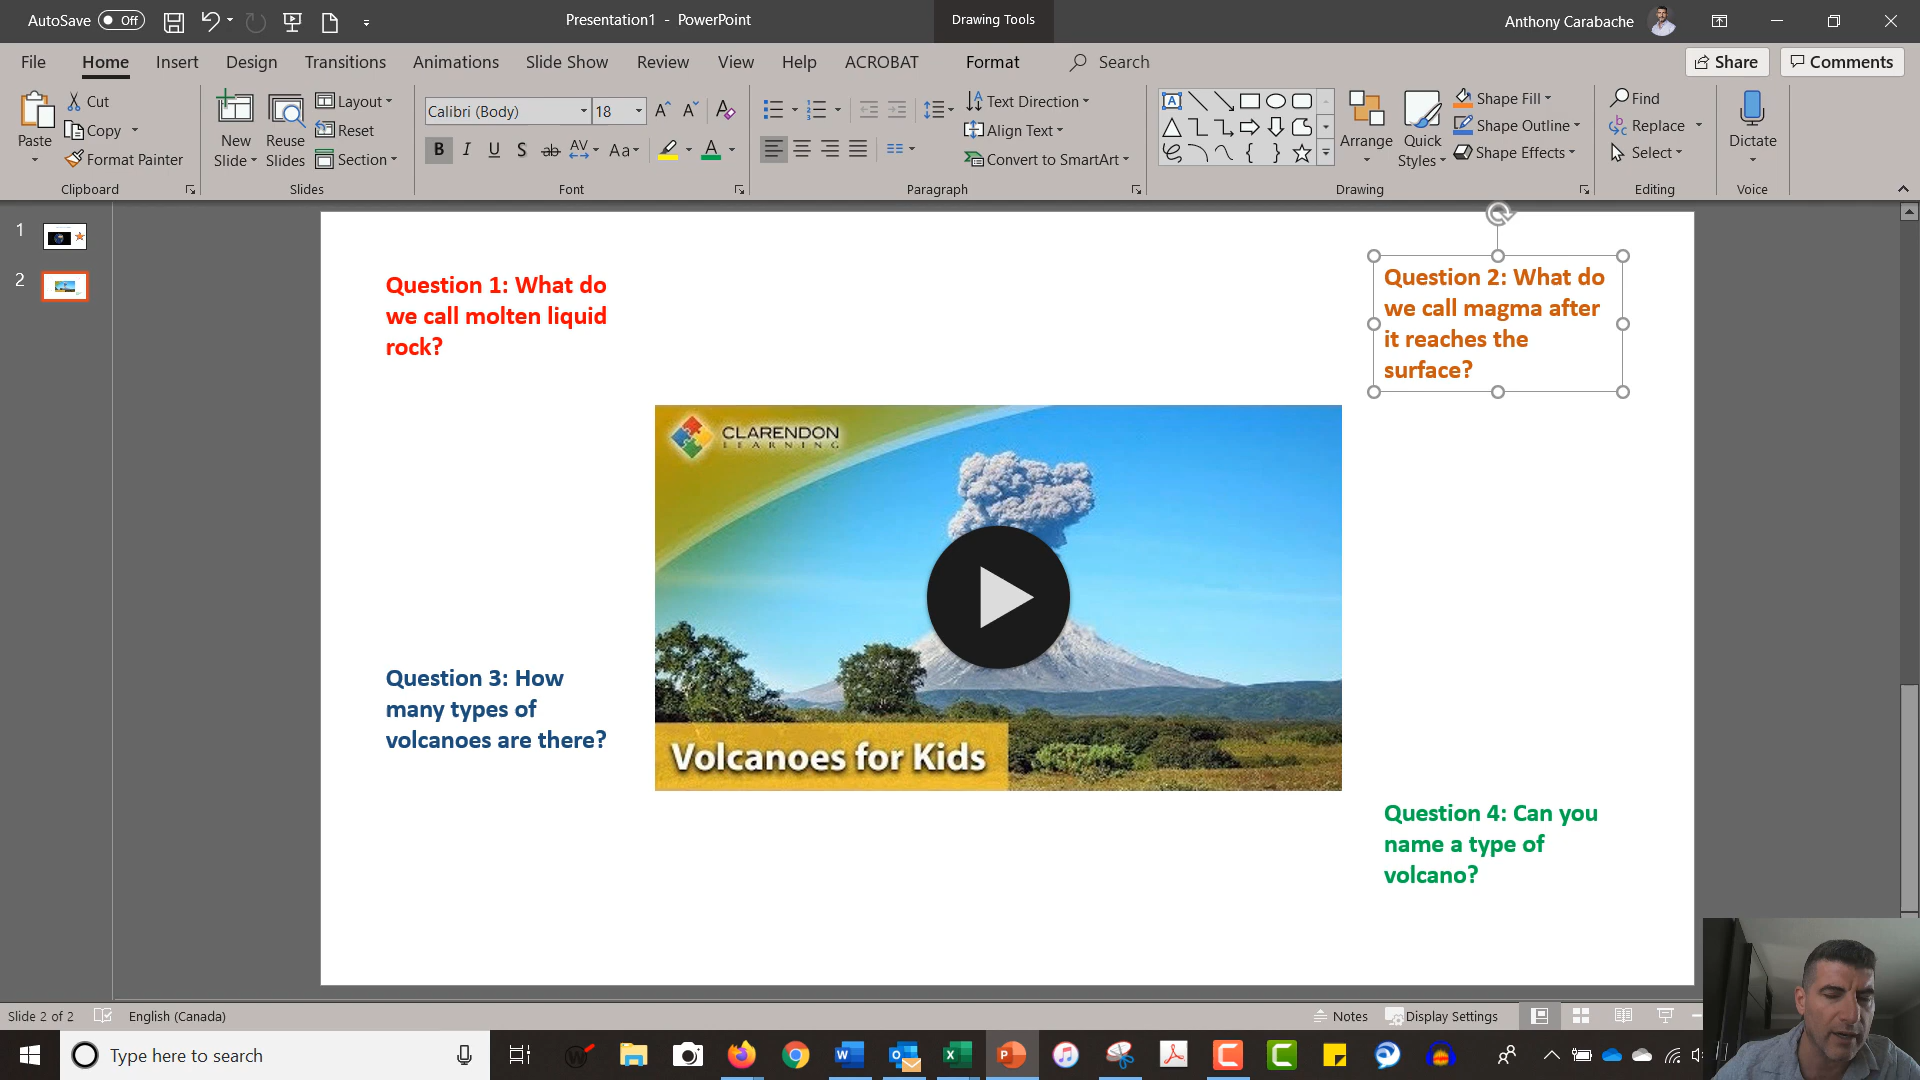 AutoSave Off
Presentation1 - PowerPoint
Drawing Tools
Anthony Carabache
File Home Insert Design Transitions Animations Slide Show Review View Help ACROBAT Format Search
Share Comments
Paste
Cut
Copy
Format Painter
Clipboard
New
Slide
Reuse
Slides
Layout
Reset
Section
Slides
Calibri (Body) 18
B I U S ab AV Aa A
Font
Text Direction
Align Text
Convert to SmartArt
Paragraph
Arrange
Quick
Styles
Shape Fill
Shape Outline
Shape Effects
Drawing
Find
Replace
Select
Editing
Dictate
Voice
1
2
Question 1: What do
we call molten liquid
rock?
Question 2: What do
we call magma after
it reaches the
surface?
CLARENDON
LEARNING
Volcanoes for Kids
Question 3: How
many types of
volcanoes are there?
Question 4: Can you
name a type of
volcano?
Slide 2 of 2
English (Canada)
Notes
Display Settings
Type here to search